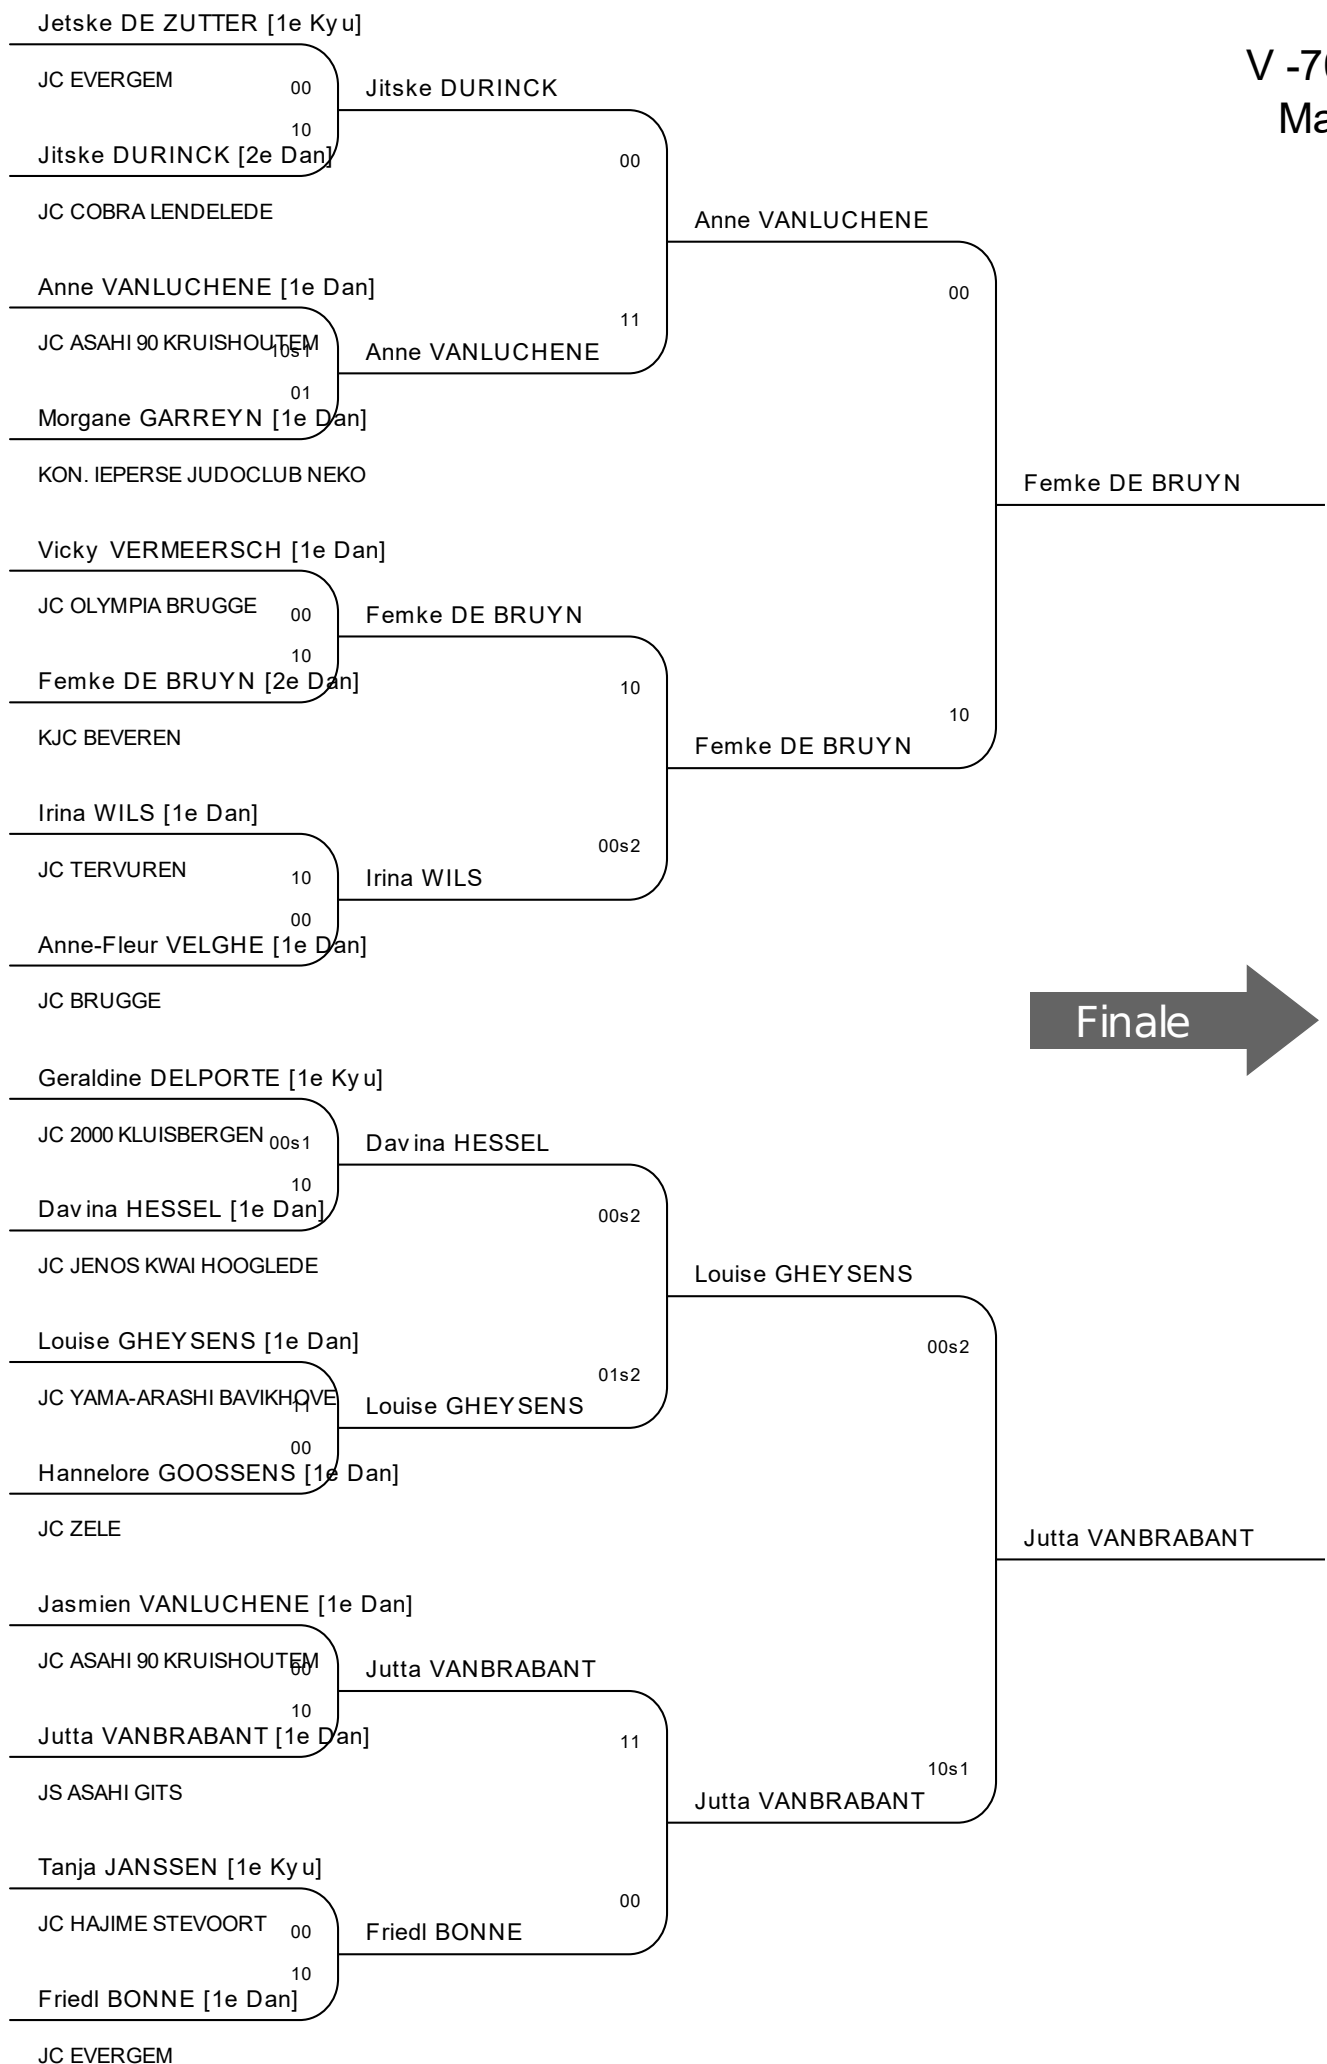 Jetske DE ZUTTER [1e Kyu]
V -70
JC EVERGEM
00
Jitske DURINCK
Ma
10
Jitske DURINCK [2e Dan]
00
JC COBRA LENDELEDE
Anne VANLUCHENE
Anne VANLUCHENE [1e Dan]
00
11
JC ASAHI 90 KRUISHOUTEM
10s1
Anne VANLUCHENE
01
Morgane GARREYN [1e Dan]
KON. IEPERSE JUDOCLUB NEKO
Femke DE BRUYN
Vicky VERMEERSCH [1e Dan]
JC OLYMPIA BRUGGE
00
Femke DE BRUYN
10
Femke DE BRUYN [2e Dan]
10
10
KJC BEVEREN
Femke DE BRUYN
Irina WILS [1e Dan]
00s2
JC TERVUREN
10
Irina WILS
00
Anne-Fleur VELGHE [1e Dan]
JC BRUGGE
Finale
Geraldine DELPORTE [1e Kyu]
JC 2000 KLUISBERGEN
00s1
Davina HESSEL
10
Davina HESSEL [1e Dan]
00s2
JC JENOS KWAI HOOGLEDE
Louise GHEYSENS
Louise GHEYSENS [1e Dan]
00s2
01s2
JC YAMA-ARASHI BAVIKHOVE
11
Louise GHEYSENS
00
Hannelore GOOSSENS [1e Dan]
JC ZELE
Jutta VANBRABANT
Jasmien VANLUCHENE [1e Dan]
JC ASAHI 90 KRUISHOUTEM
00
Jutta VANBRABANT
10
Jutta VANBRABANT [1e Dan]
11
10s1
JS ASAHI GITS
Jutta VANBRABANT
Tanja JANSSEN [1e Kyu]
00
JC HAJIME STEVOORT
00
Friedl BONNE
10
Friedl BONNE [1e Dan]
JC EVERGEM